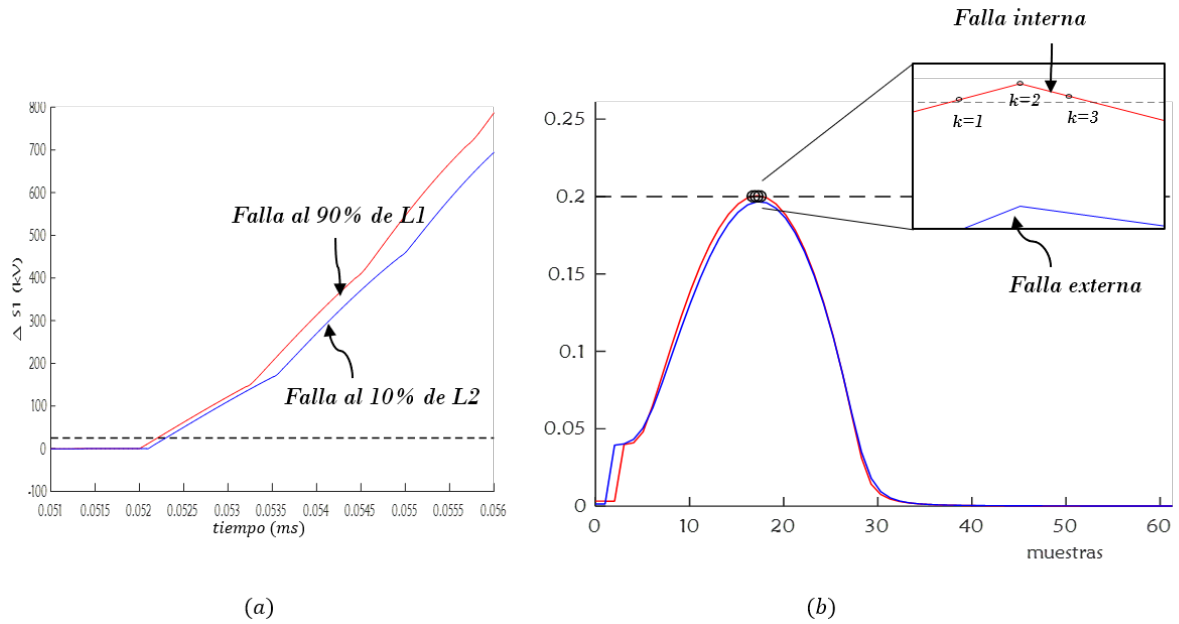 800
700
600
500
400
300
200
100
0
-100
Δ s1 (kV)
Falla al 90% de L1
Falla al 10% de L2
0.051 0.0515 0.052 0.0525 0.053 0.0535 0.054 0.0545 0.055 0.0555 0.056
tiempo (ms)
(a)
Falla interna
k=1
k=2
k=3
Falla externa
0.25
0.2
0.15
0.1
0.05
0
0 10 20 30 40 50 60
muestras
(b)